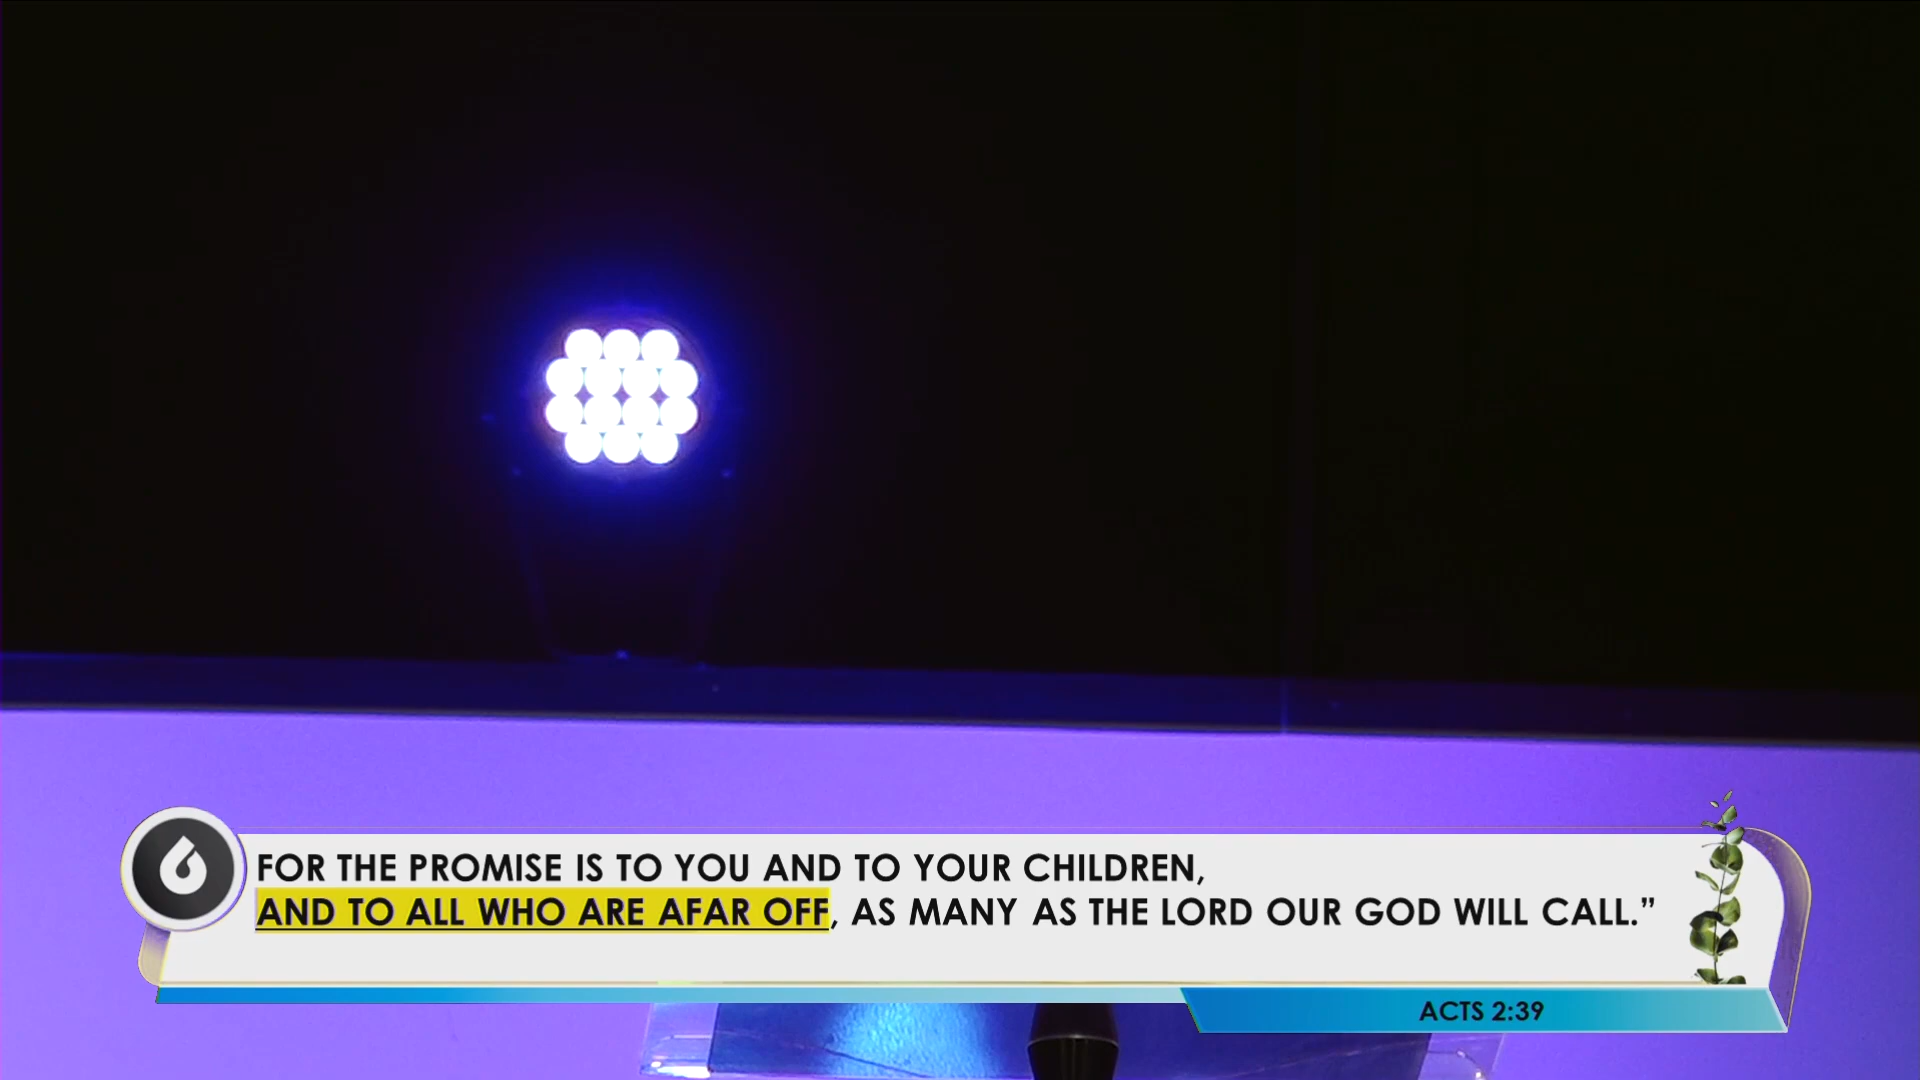 FOR THE PROMISE IS TO YOU AND TO YOUR CHILDREN,
AND TO ALL WHO ARE AFAR OFF, AS MANY AS THE LORD OUR GOD WILL CALL.”
ACTS 2:39